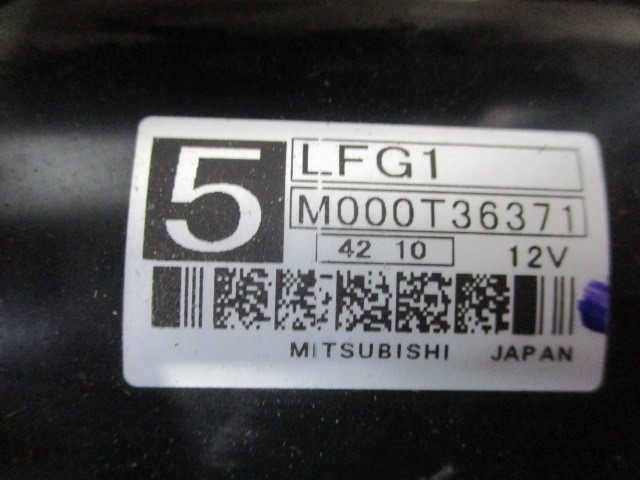 5
LFG1
M000T36371
42 10
12V
MITSUBISHI JAPAN